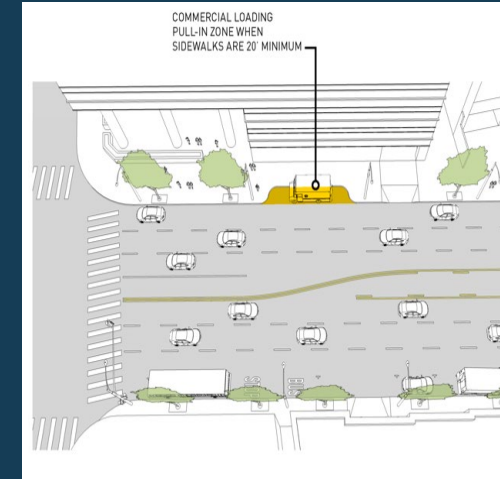 COMMERCIAL LOADING
PULL-IN ZONE WHEN
SIDEWALKS ARE 20' MINIMUM